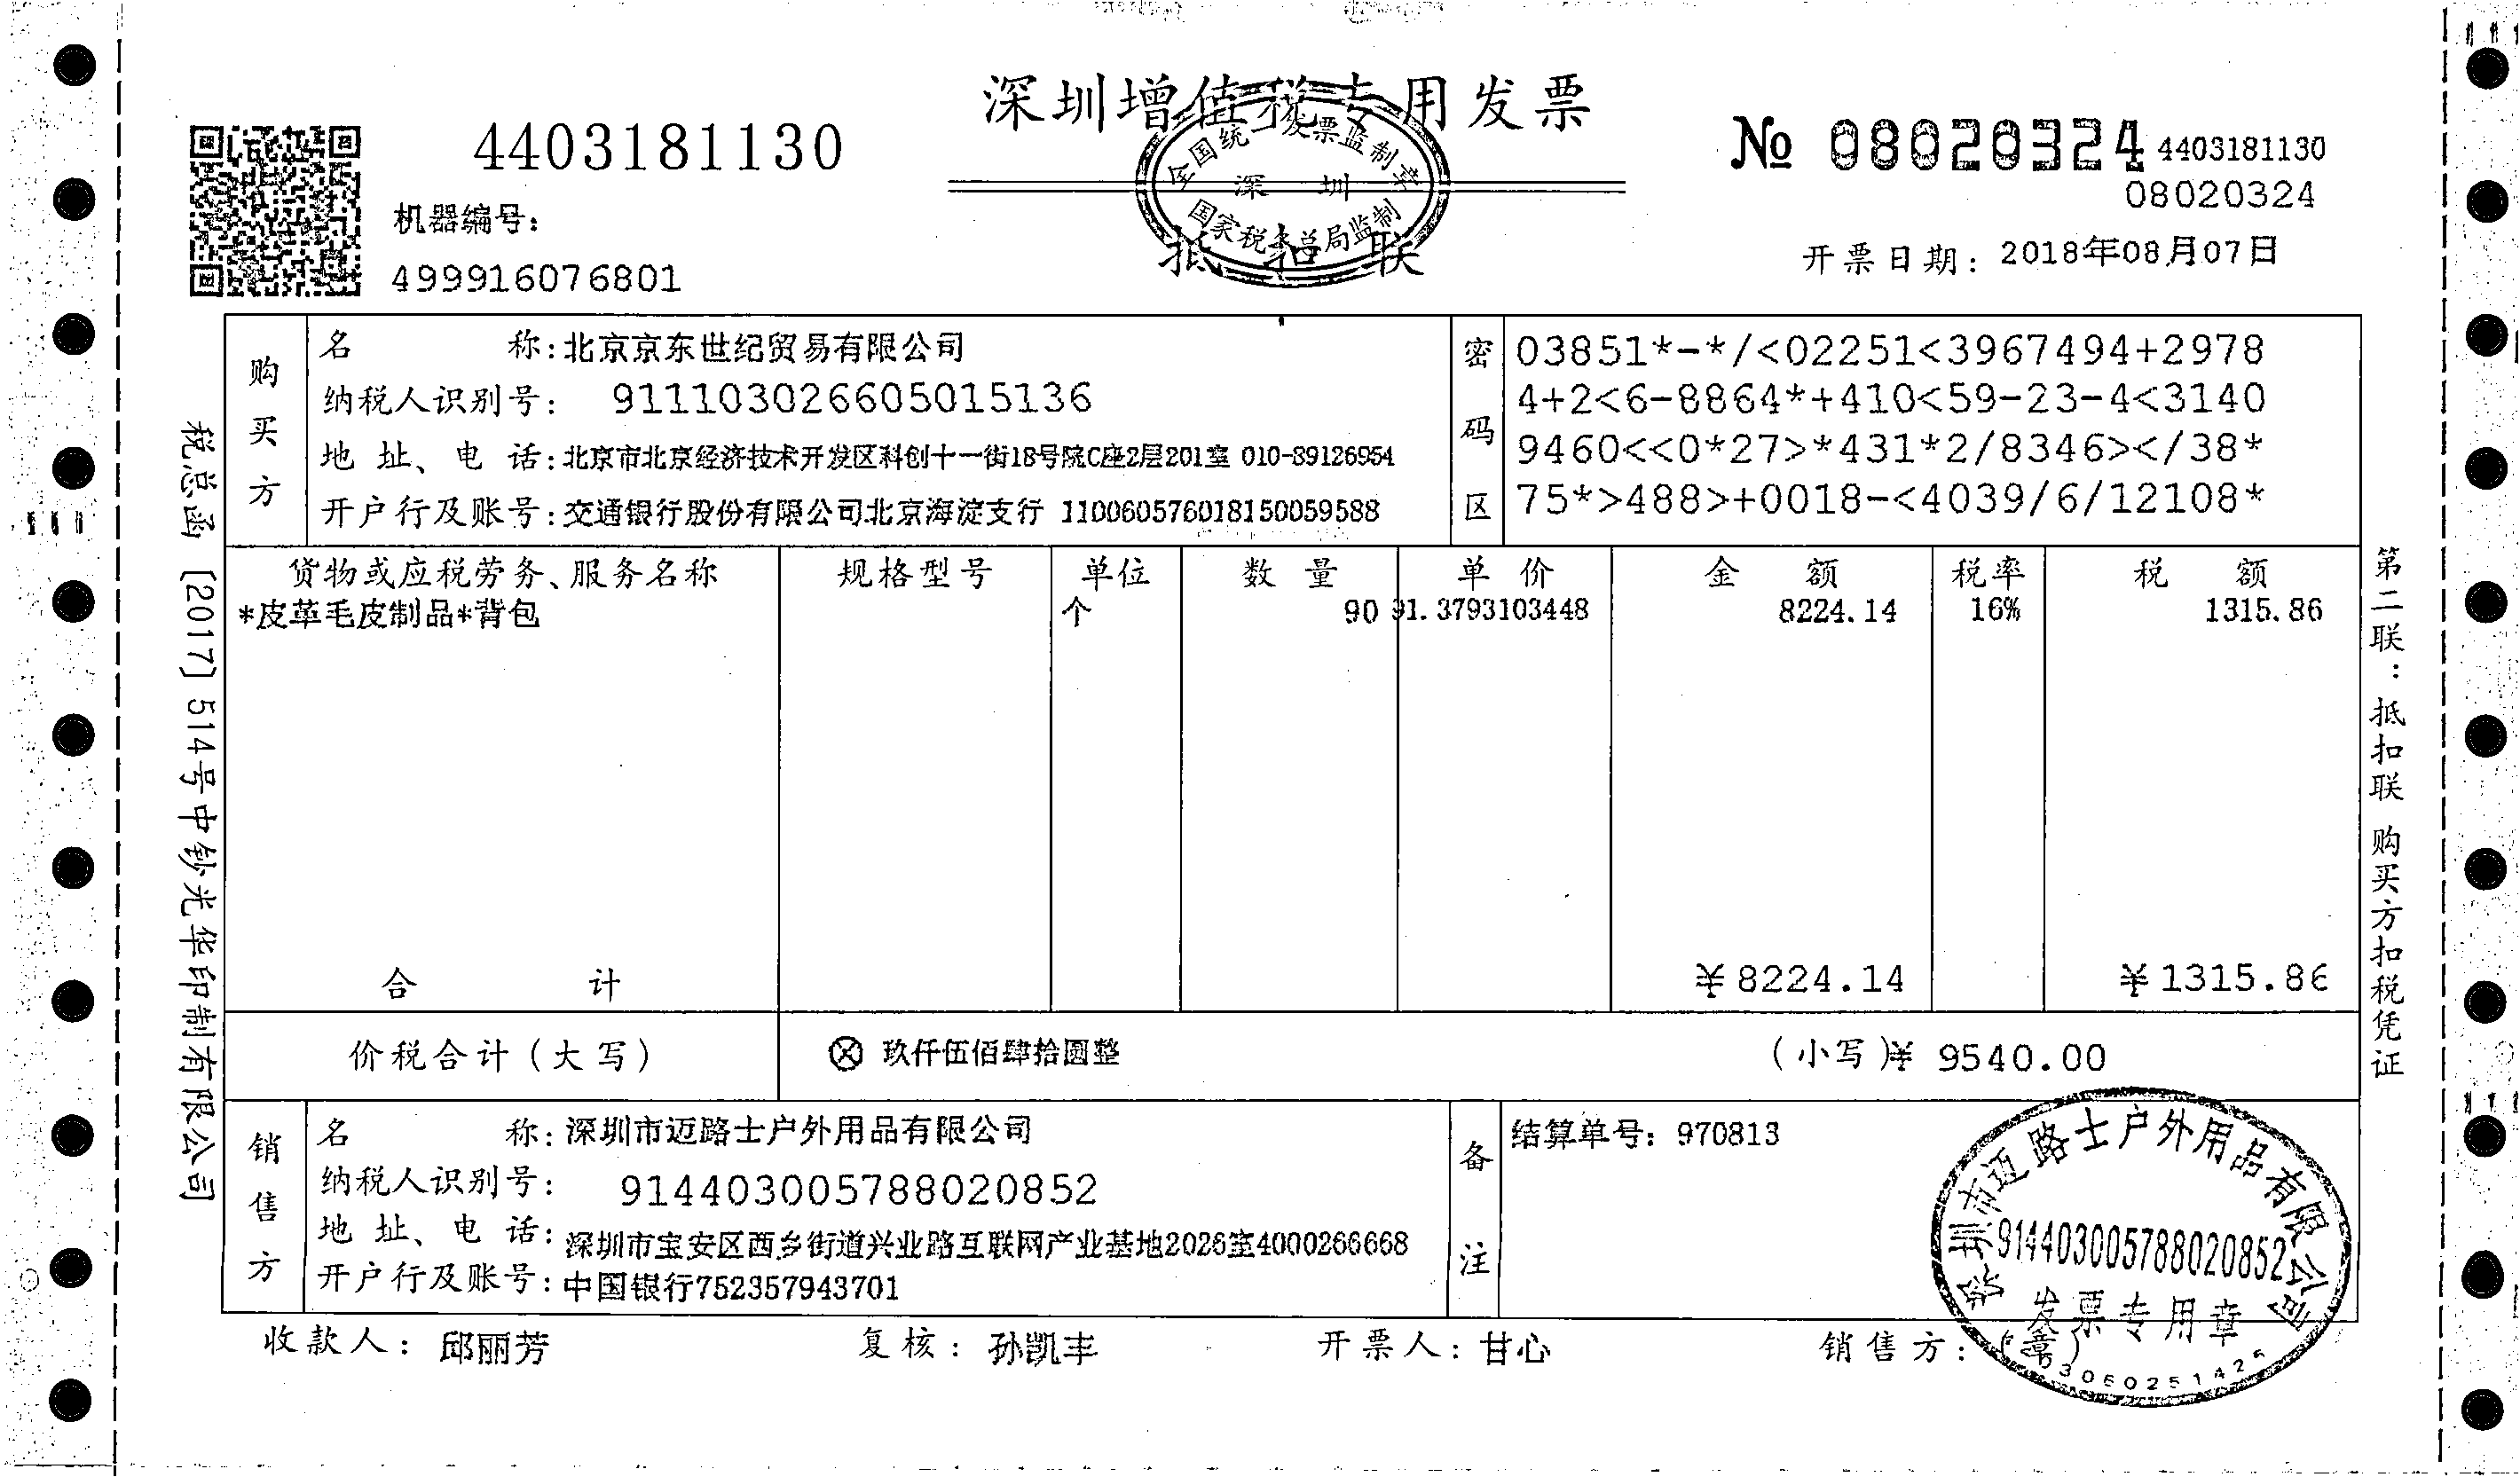 深圳增值税专用发票
4403181130
№ 08020324
4403181130
08020324
全国统一发票监制章
深 圳
国家税务总局监制
抵扣联
机器编号:
499916076801
开票日期: 2018年08月07日
购买方
名 称:北京京东世纪贸易有限公司
纳税人识别号: 911103026605015136
地 址、电 话:北京市北京经济技术开发区科创十一街18号院C座2层201室 010-89126954
开户行及账号:交通银行股份有限公司北京海淀支行 110060576018150059588
密码区
03851*-*/<02251<3967494+2978
4+2<6-8864*+410<59-23-4<3140
9460<<0*27>*431*2/8346></38*
75*>488>+0018-<4039/6/12108*
货物或应税劳务、服务名称 规格型号 单位 数 量 单 价 金 额 税率 税 额
*皮革毛皮制品*背包 个 90 91.3793103448 8224.14 16% 1315.86
合 计 ¥8224.14 ¥1315.86
价税合计(大写) ⊗ 玖仟伍佰肆拾圆整 (小写)¥ 9540.00
销售方
名 称:深圳市迈路士户外用品有限公司
纳税人识别号: 914403005788020852
地 址、电 话:深圳市宝安区西乡街道兴业路互联网产业基地2026室4000266668
开户行及账号:中国银行752357943701
备注
结算单号: 970813
深圳市迈路士户外用品有限公司
914403005788020852
发票专用章
收款人: 邱丽芳 复核: 孙凯丰 开票人: 甘心 销售方:(章)
税总函[2017]514号中钞光华印制有限公司
第二联:抵扣联 购买方扣税凭证